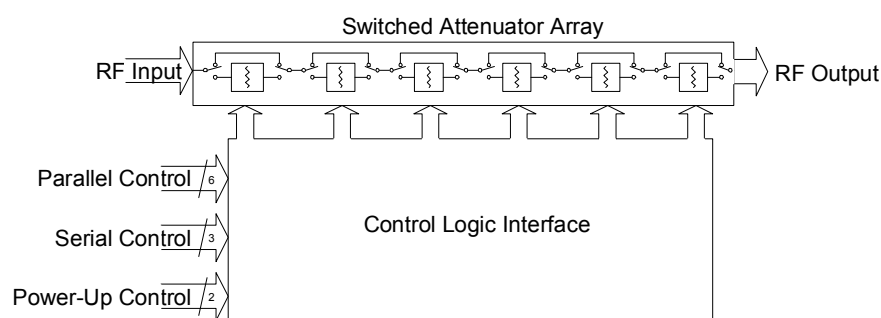 Switched Attenuator Array
RF Input
RF Output
Parallel Control
6
Control Logic Interface
Serial Control
3
Power-Up Control
2